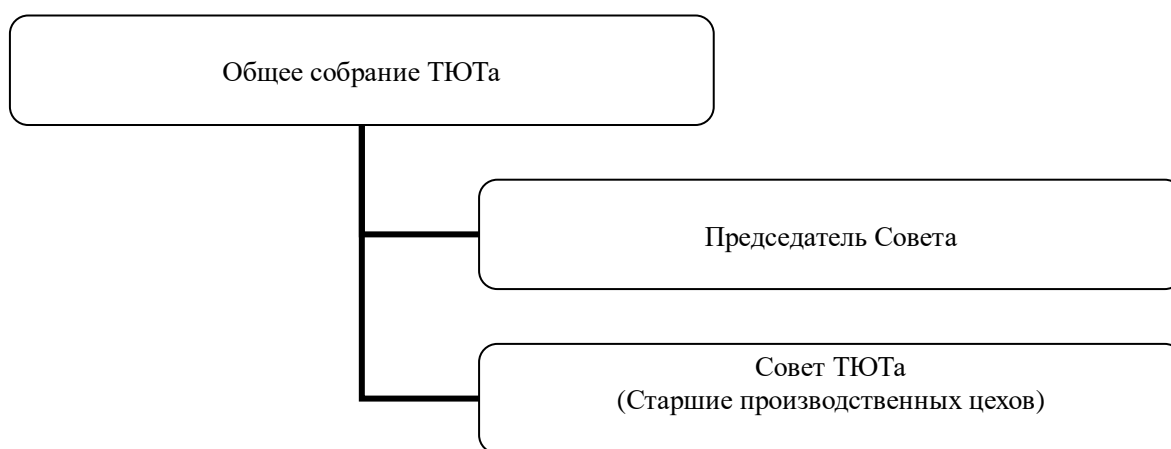 Общее собрание ТЮТа
Председатель Совета
Совет ТЮТа
(Старшие производственных цехов)